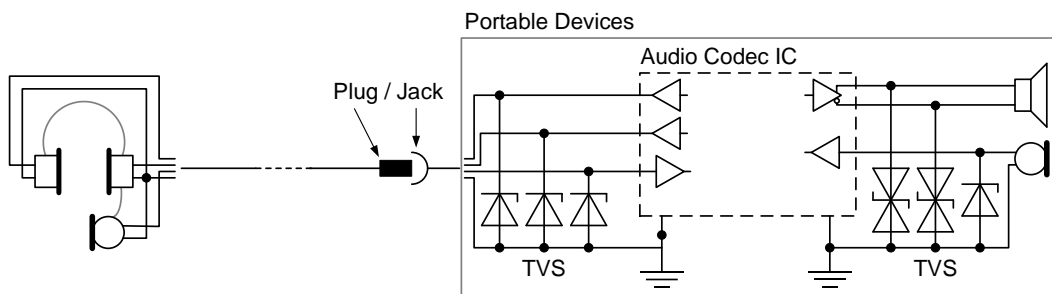 Portable Devices
Audio Codec IC
Plug / Jack
TVS
TVS